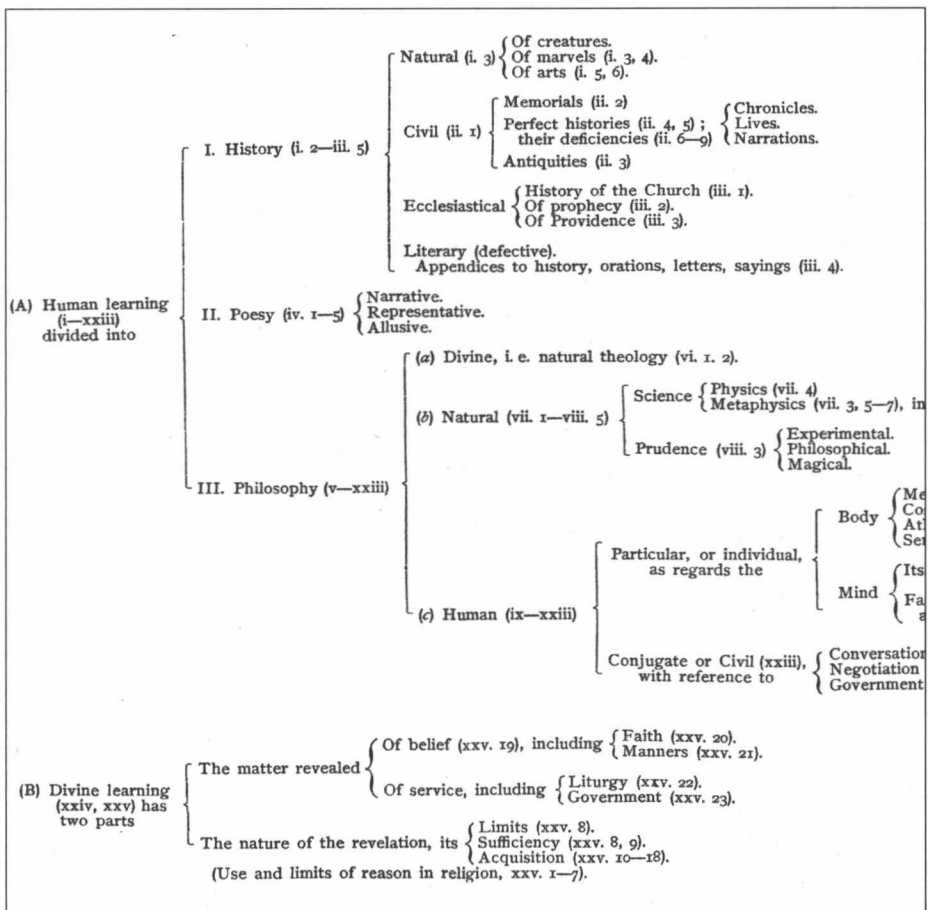 Natural (i. 3)
Of creatures.
Of marvels (i. 3, 4).
Of arts (i. 5, 6).
Civil (ii. 1)
Memorials (ii. 2)
Perfect histories (ii. 4, 5) ;
their deficiencies (ii. 6—9)
Chronicles.
Lives.
Narrations.
Antiquities (ii. 3)
I. History (i. 2—iii. 5)
Ecclesiastical
History of the Church (iii. 1).
Of prophecy (iii. 2).
Of Providence (iii. 3).
Literary (defective).
Appendices to history, orations, letters, sayings (iii. 4).
(A) Human learning
(i—xxiii)
divided into
II. Poesy (iv. 1—5)
Narrative.
Representative.
Allusive.
III. Philosophy (v—xxiii)
(a) Divine, i. e. natural theology (vi. 1. 2).
(b) Natural (vii. 1—viii. 5)
Science
Physics (vii. 4)
Metaphysics (vii. 3, 5—7), in
Prudence (viii. 3)
Experimental.
Philosophical.
Magical.
(c) Human (ix—xxiii)
Particular, or individual,
as regards the
Body
Me
Co
At
Se
Mind
Its
Fa
a
Conjugate or Civil (xxiii),
with reference to
Conversation
Negotiation
Government
(B) Divine learning
(xxiv, xxv) has
two parts
The matter revealed
Of belief (xxv. 19), including
Faith (xxv. 20).
Manners (xxv. 21).
Of service, including
Liturgy (xxv. 22).
Government (xxv. 23).
The nature of the revelation, its
Limits (xxv. 8).
Sufficiency (xxv. 8, 9).
Acquisition (xxv. 10—18).
(Use and limits of reason in religion, xxv. 1—7).